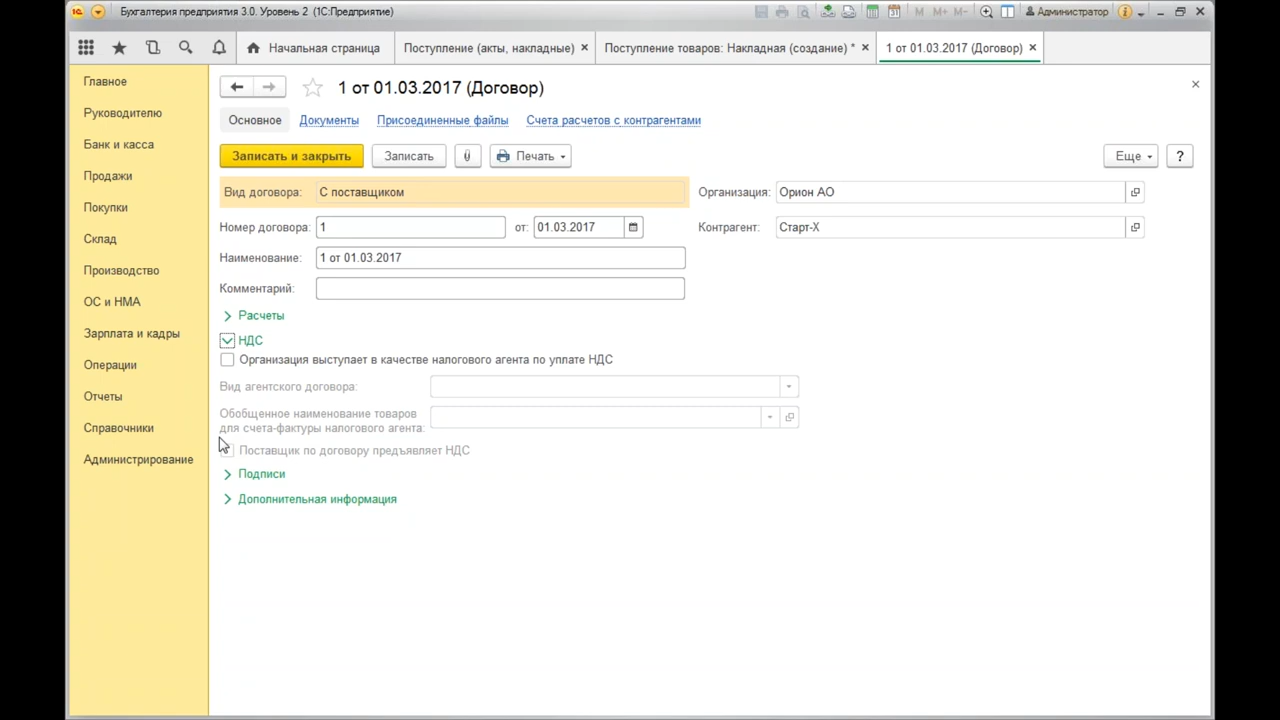 Бухгалтерия предприятия 3.0. Уровень 2 (1С:Предприятие) M M+ M- 31 Администратор
Начальная страница Поступление (акты, накладные) × Поступление товаров: Накладная (создание) * × 1 от 01.03.2017 (Договор) ×
Главное
Руководителю
Банк и касса
Продажи
Покупки
Склад
Производство
ОС и НМА
Зарплата и кадры
Операции
Отчеты
Справочники
Администрирование
1 от 01.03.2017 (Договор)
Основное Документы Присоединенные файлы Счета расчетов с контрагентами
Записать и закрыть Записать Печать Еще ?
Вид договора: С поставщиком Организация: Орион АО
Номер договора: 1 от: 01.03.2017 Контрагент: Старт-Х
Наименование: 1 от 01.03.2017
Комментарий:
Расчеты
НДС
Организация выступает в качестве налогового агента по уплате НДС
Вид агентского договора:
Обобщенное наименование товаров
для счета-фактуры налогового агента:
Поставщик по договору предъявляет НДС
Подписи
Дополнительная информация